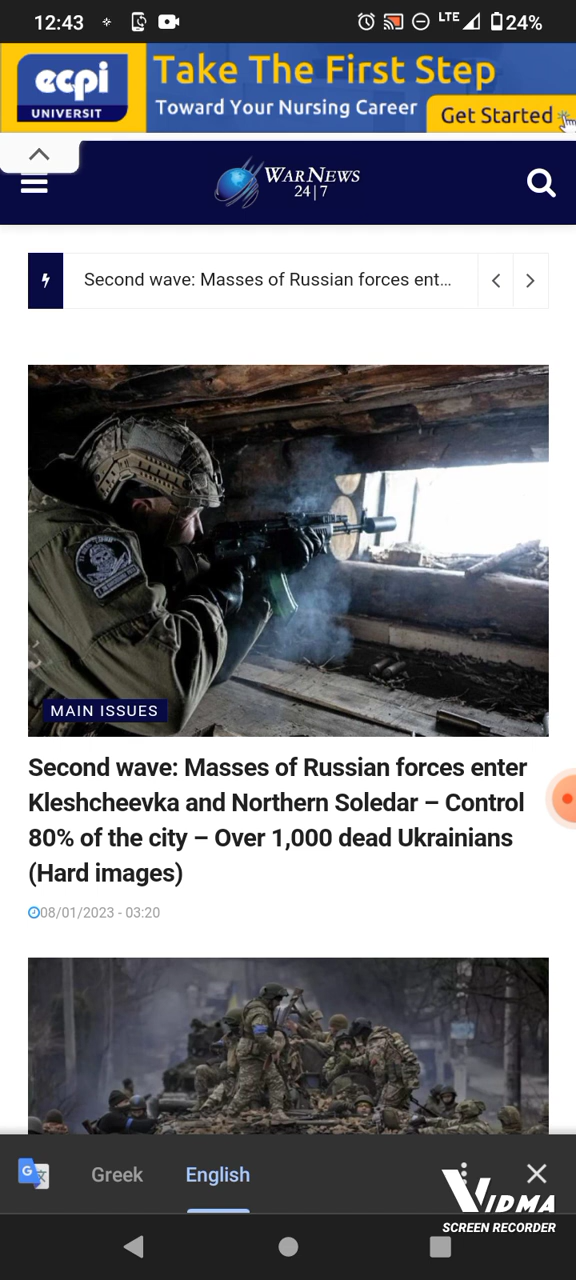 12:43
LTE
24%
ecpi
UNIVERSIT
Take The First Step
Toward Your Nursing Career
Get Started
WARNEWS
24|7
Second wave: Masses of Russian forces ent...
MAIN ISSUES
Second wave: Masses of Russian forces enter
Kleshcheevka and Northern Soledar – Control
80% of the city – Over 1,000 dead Ukrainians
(Hard images)
08/01/2023 - 03:20
Greek
English
VIDMA
SCREEN RECORDER